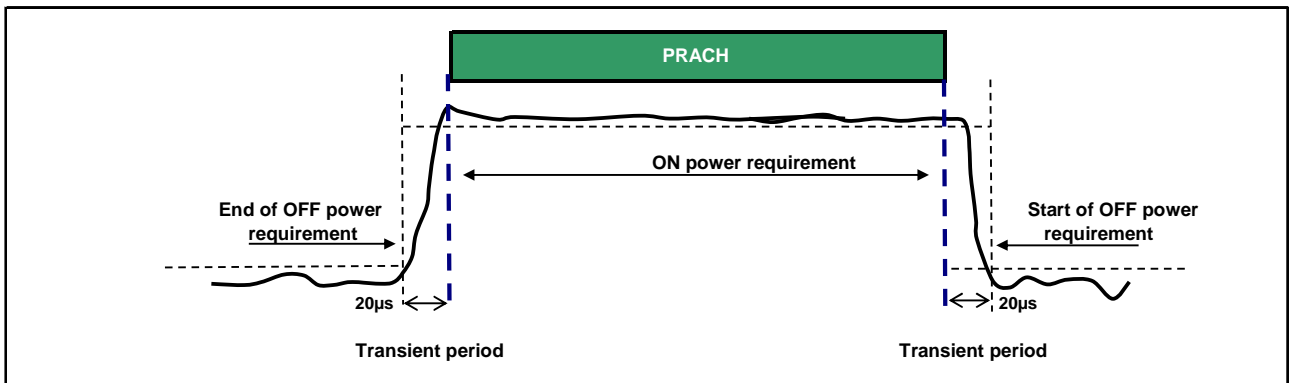 PRACH
ON power requirement
End of OFF power
requirement
Start of OFF power
requirement
20µs
20µs
Transient period
Transient period